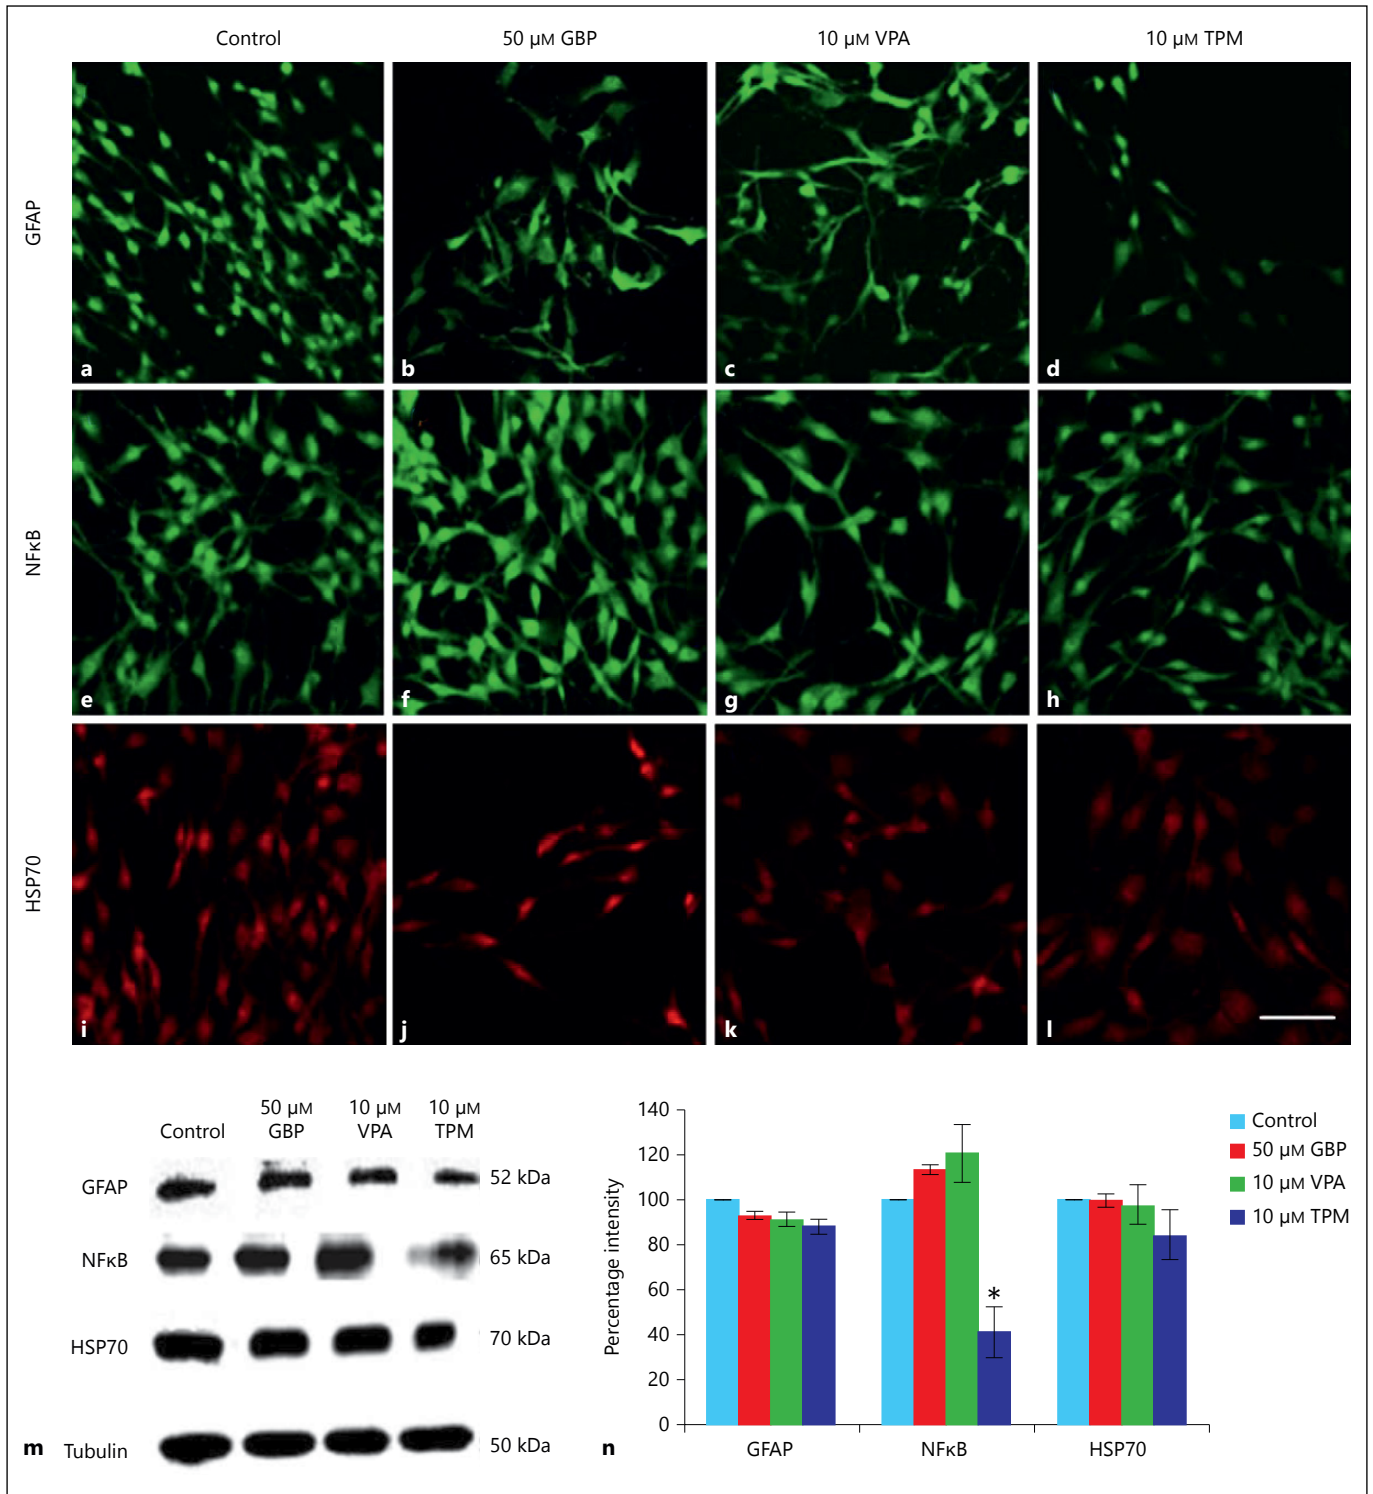 Control 50 µM GBP 10 µM VPA 10 µM TPM
GFAP
a b c d
NFκB
e f g h
HSP70
i j k l
Control 50 µM GBP 10 µM VPA 10 µM TPM
GFAP 52 kDa
NFκB 65 kDa
HSP70 70 kDa
m Tubulin 50 kDa
n
Percentage intensity
140
120
100
80
60
40
20
0
*
GFAP NFκB HSP70
Control
50 µM GBP
10 µM VPA
10 µM TPM